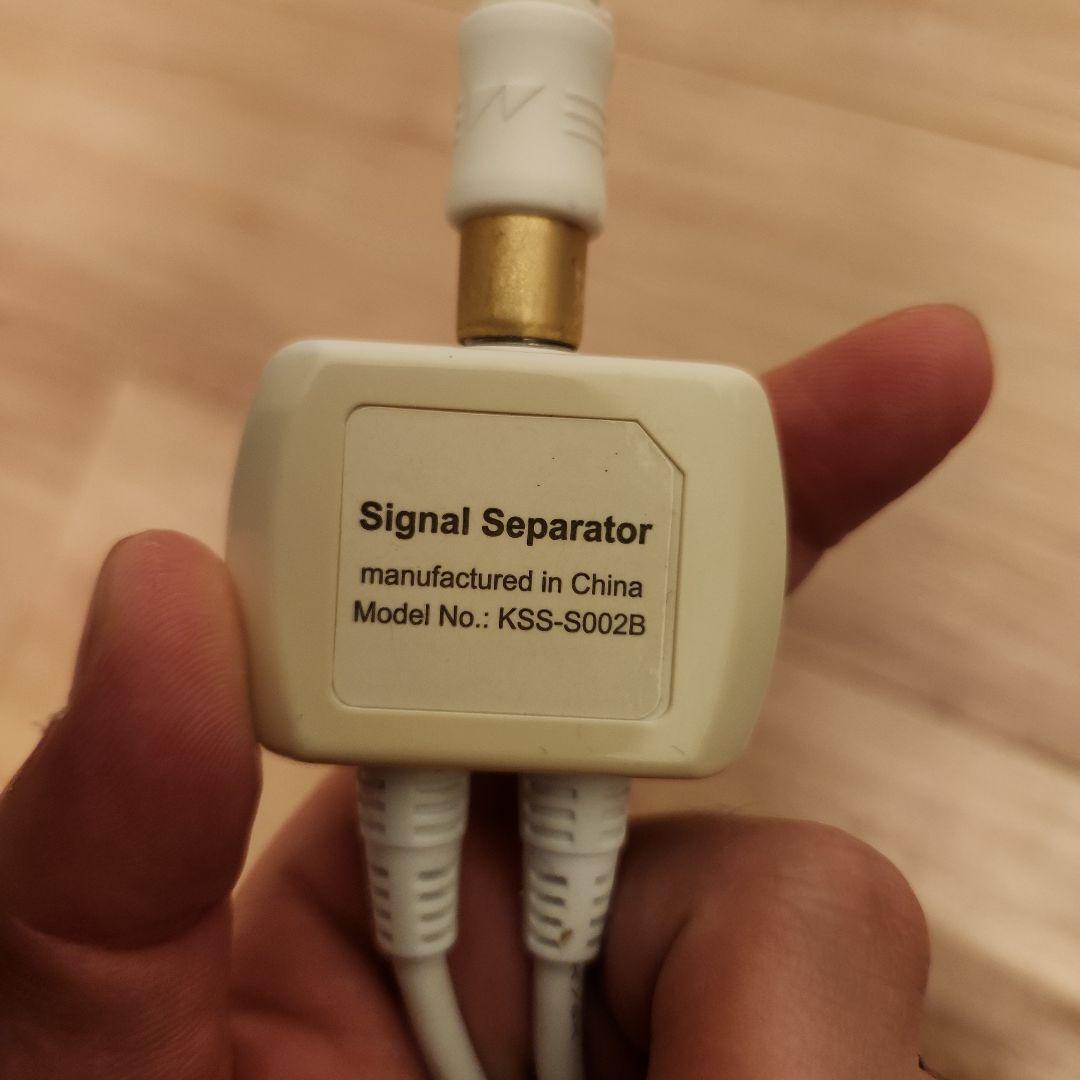 Signal Separator
manufactured in China
Model No.: KSS-S002B